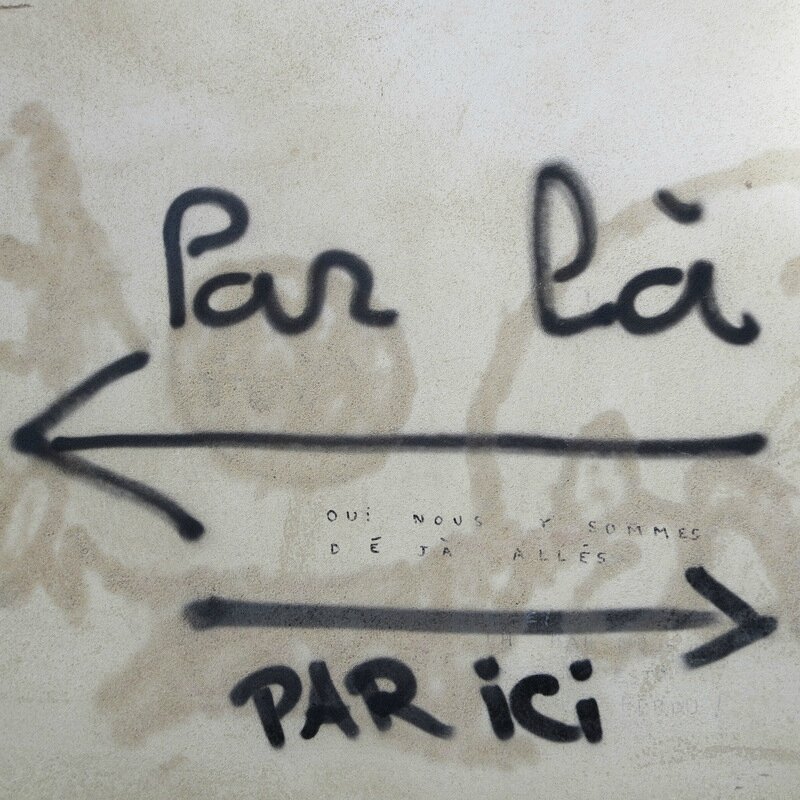 Par là
OUi NOUS Y SOMMES
DÉJÀ ALLÉS
PAR iCi